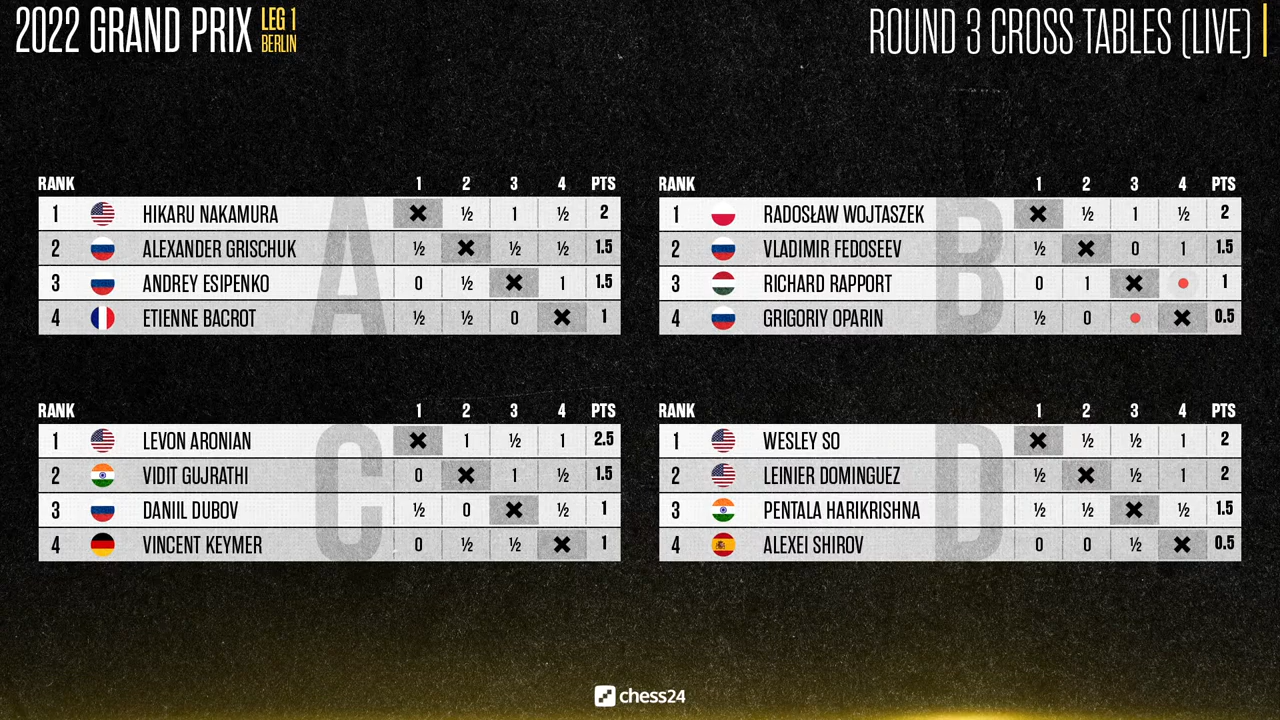 2022 GRAND PRIX LEG 1 BERLIN
ROUND 3 CROSS TABLES (LIVE)
A
RANK 1 2 3 4 PTS
1 HIKARU NAKAMURA ✖ ½ 1 ½ 2
2 ALEXANDER GRISCHUK ½ ✖ ½ ½ 1.5
3 ANDREY ESIPENKO 0 ½ ✖ 1 1.5
4 ETIENNE BACROT ½ ½ 0 ✖ 1
B
RANK 1 2 3 4 PTS
1 RADOSŁAW WOJTASZEK ✖ ½ 1 ½ 2
2 VLADIMIR FEDOSEEV ½ ✖ 0 1 1.5
3 RICHARD RAPPORT 0 1 ✖ 1
4 GRIGORIY OPARIN ½ 0 ✖ 0.5
C
RANK 1 2 3 4 PTS
1 LEVON ARONIAN ✖ 1 ½ 1 2.5
2 VIDIT GUJRATHI 0 ✖ 1 ½ 1.5
3 DANIIL DUBOV ½ 0 ✖ ½ 1
4 VINCENT KEYMER 0 ½ ½ ✖ 1
D
RANK 1 2 3 4 PTS
1 WESLEY SO ✖ ½ ½ 1 2
2 LEINIER DOMINGUEZ ½ ✖ ½ 1 2
3 PENTALA HARIKRISHNA ½ ½ ✖ ½ 1.5
4 ALEXEI SHIROV 0 0 ½ ✖ 0.5
chess24